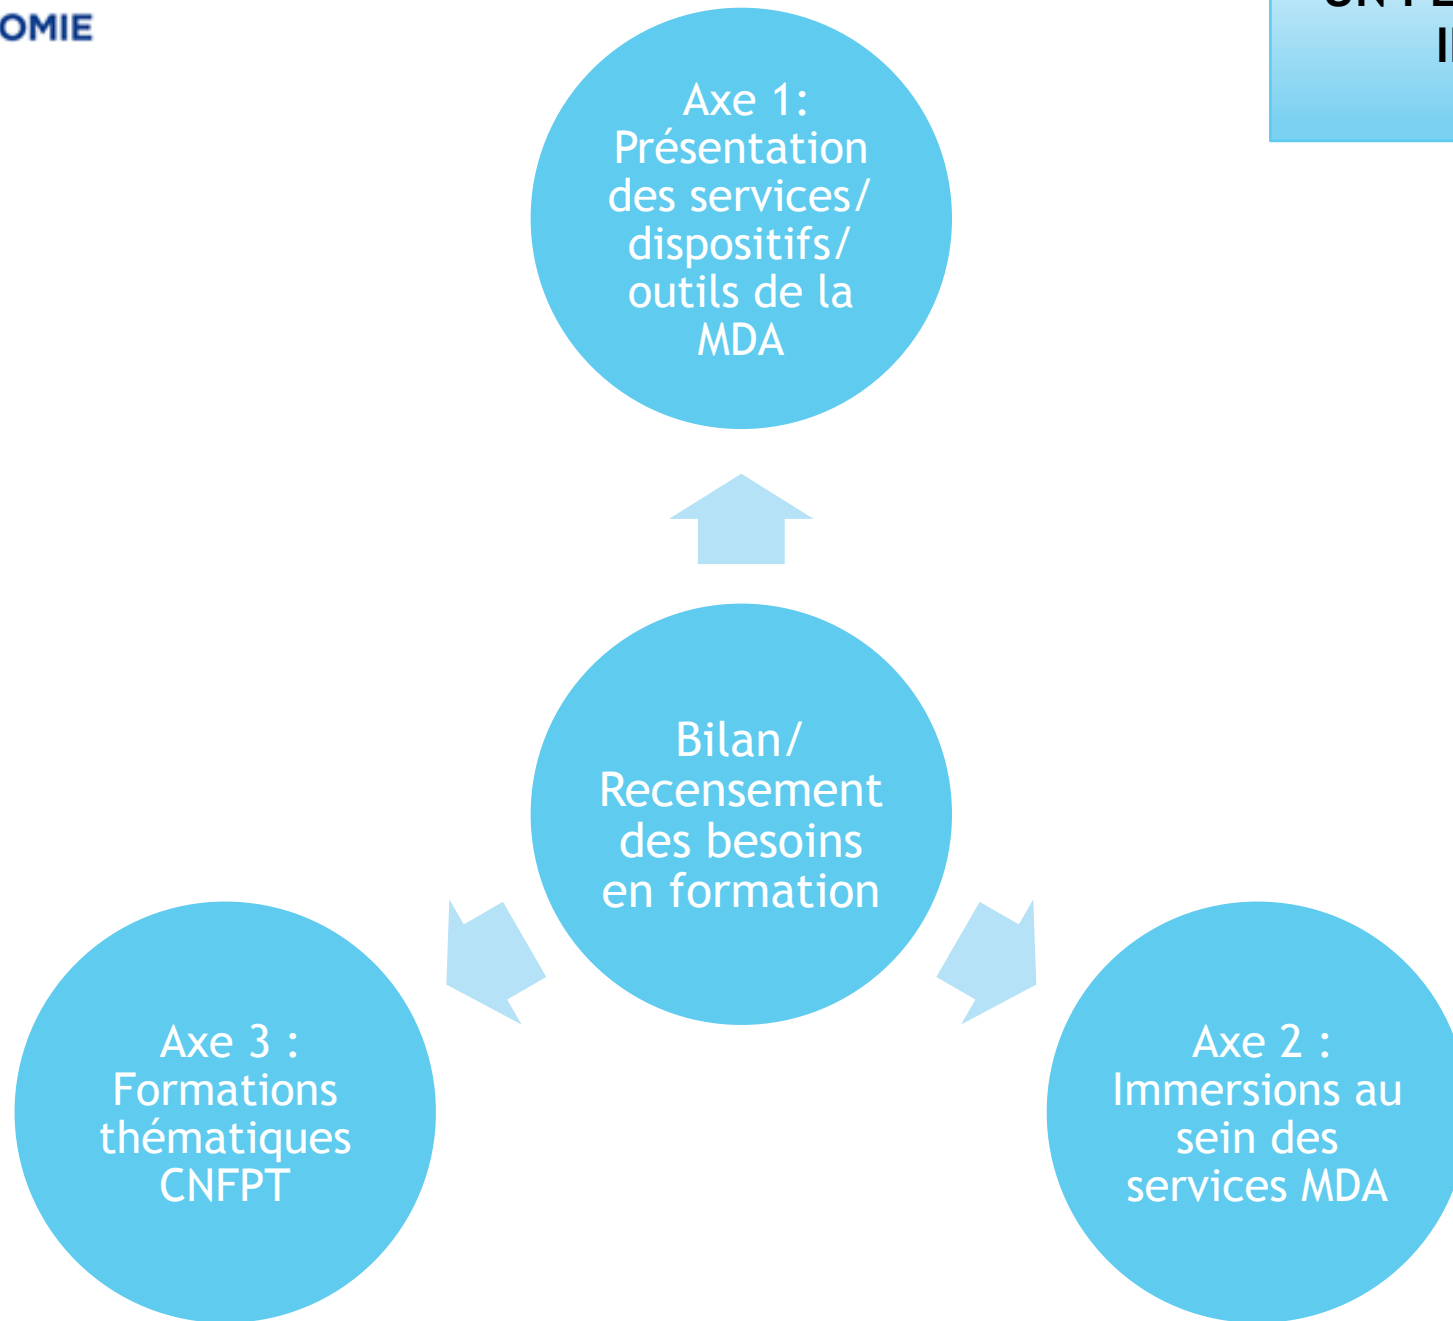 OMIE
Axe 1:
Présentation
des services/
dispositifs/
outils de la
MDA
Bilan/
Recensement
des besoins
en formation
Axe 3 :
Formations
thématiques
CNFPT
Axe 2 :
Immersions au
sein des
services MDA